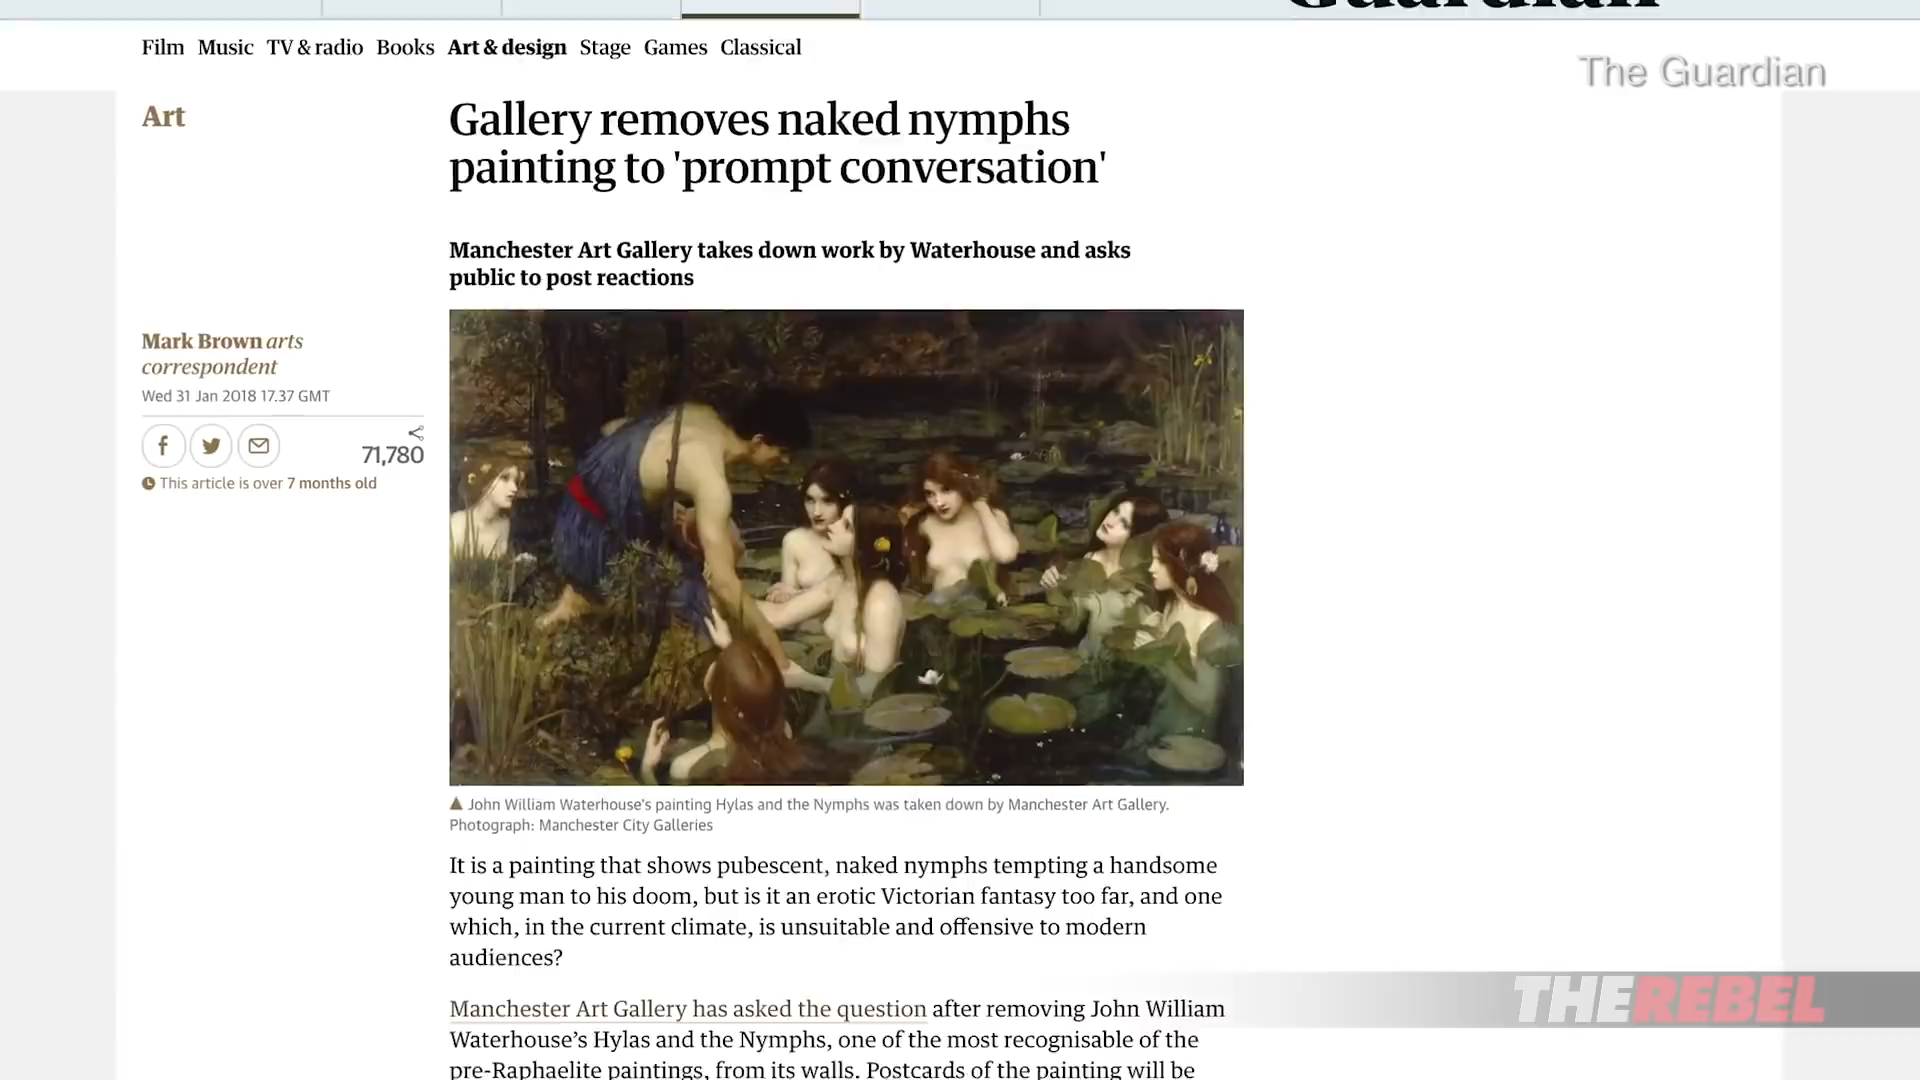 Guardian
Film Music TV & radio Books Art & design Stage Games Classical
The Guardian
Art
Gallery removes naked nymphs
painting to 'prompt conversation'
Manchester Art Gallery takes down work by Waterhouse and asks
public to post reactions
Mark Brown arts
correspondent
Wed 31 Jan 2018 17.37 GMT
71,780
This article is over 7 months old
John William Waterhouse's painting Hylas and the Nymphs was taken down by Manchester Art Gallery.
Photograph: Manchester City Galleries
It is a painting that shows pubescent, naked nymphs tempting a handsome
young man to his doom, but is it an erotic Victorian fantasy too far, and one
which, in the current climate, is unsuitable and offensive to modern
audiences?
Manchester Art Gallery has asked the question after removing John William
Waterhouse's Hylas and the Nymphs, one of the most recognisable of the
pre-Raphaelite paintings, from its walls. Postcards of the painting will be
THE REBEL